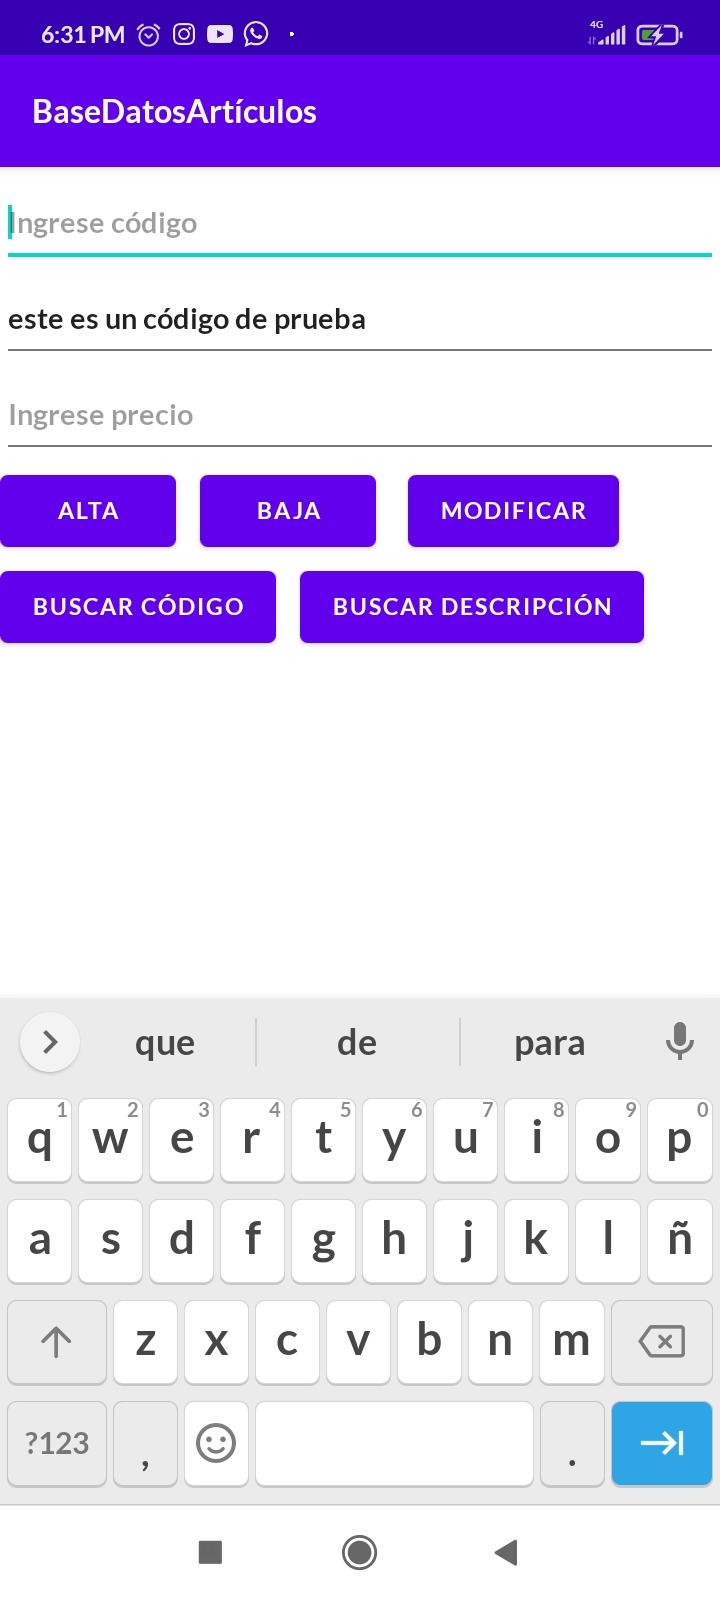 6:31 PM 4G
BaseDatosArtículos
Ingrese código
este es un código de prueba
Ingrese precio
ALTA BAJA MODIFICAR
BUSCAR CÓDIGO BUSCAR DESCRIPCIÓN
que de para
1 2 3 4 5 6 7 8 9 0
q w e r t y u i o p
a s d f g h j k l ñ
z x c v b n m
?123 , .